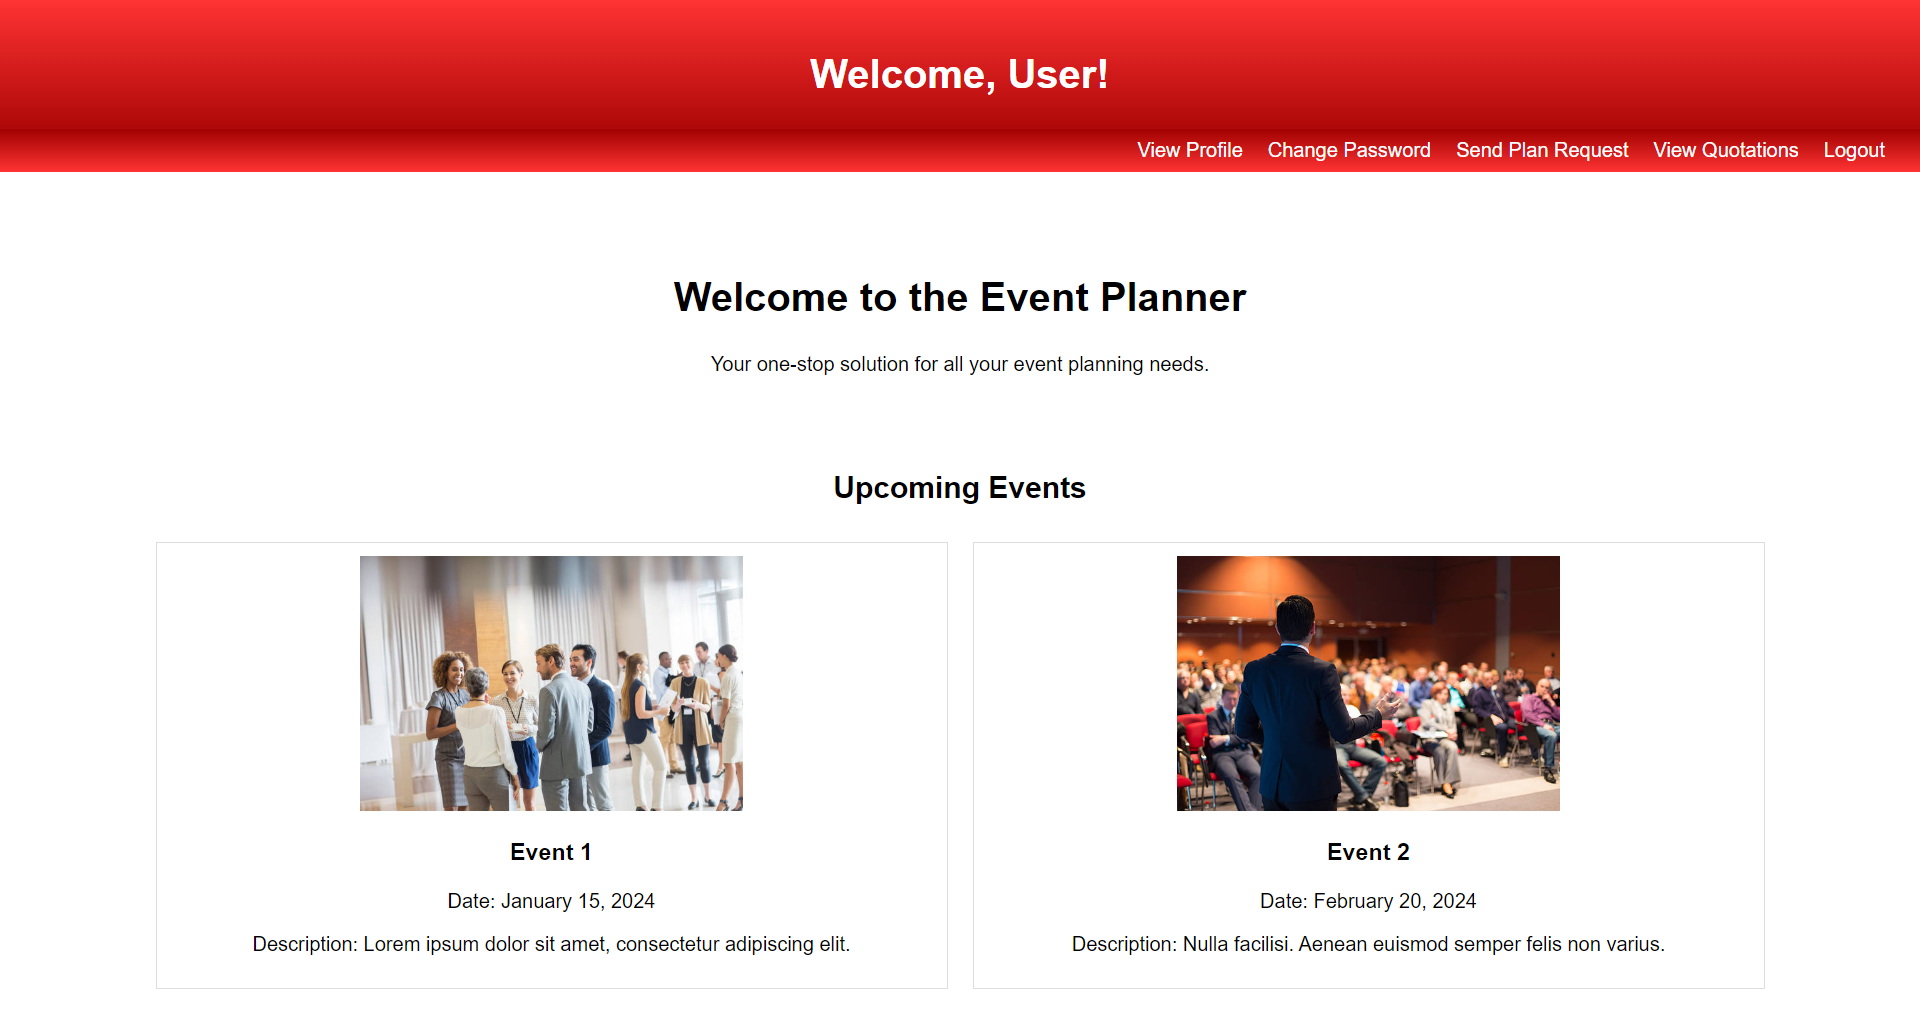 Welcome, User!
View Profile Change Password Send Plan Request View Quotations Logout
Welcome to the Event Planner
Your one-stop solution for all your event planning needs.
Upcoming Events
Event 1
Date: January 15, 2024
Description: Lorem ipsum dolor sit amet, consectetur adipiscing elit.
Event 2
Date: February 20, 2024
Description: Nulla facilisi. Aenean euismod semper felis non varius.